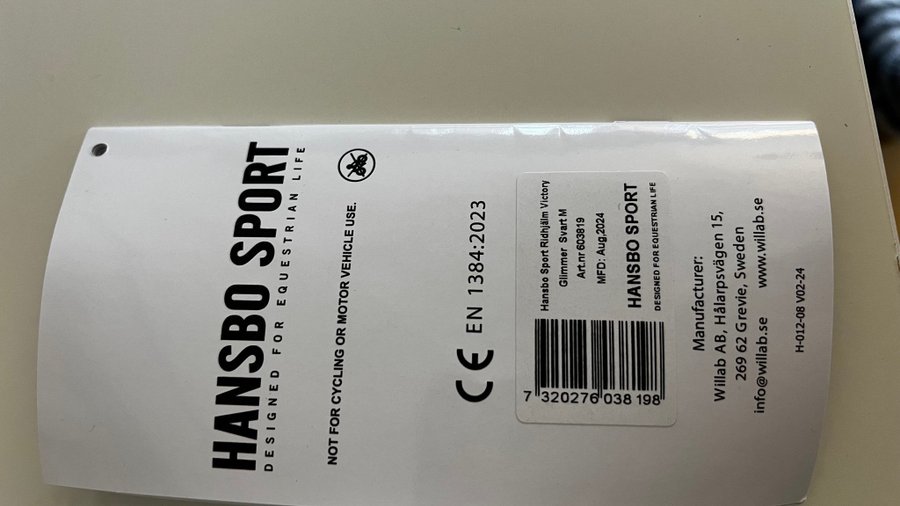 HANSBO SPORT
DESIGNED FOR EQUESTRIAN LIFE
NOT FOR CYCLING OR MOTOR VEHICLE USE.
CE EN 1384:2023
Hansbo Sport Ridhjälm Victory
Glimmer Svart M
Art.nr 603819
MFD: Aug,2024
HANSBO SPORT
DESIGNED FOR EQUESTRIAN LIFE
7 320276 038198
Manufacturer:
Willab AB, Hålarpsvägen 15,
269 62 Grevie, Sweden
info@willab.se www.willab.se
H-012-08 V02-24